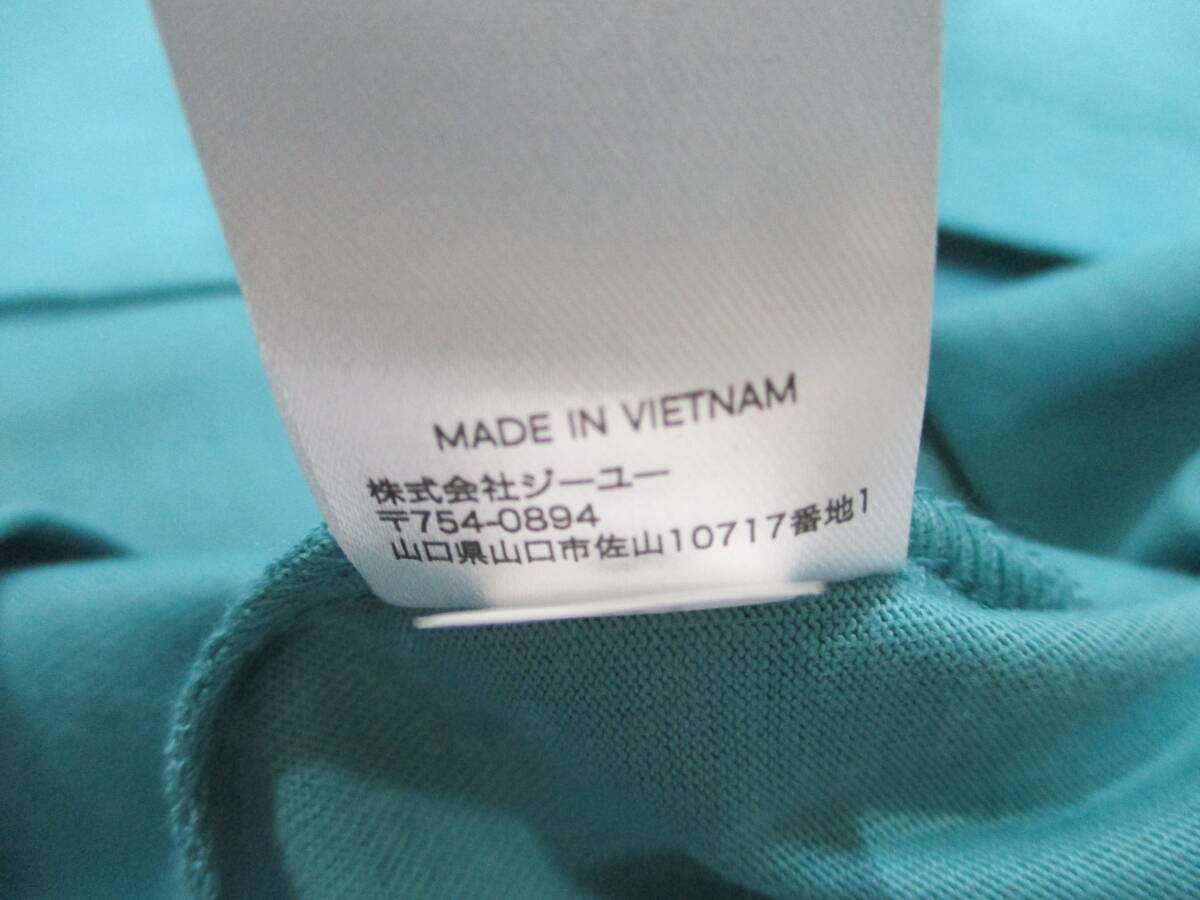 MADE IN VIETNAM
株式会社ジーユー
〒754-0894
山口県山口市佐山10717番地1